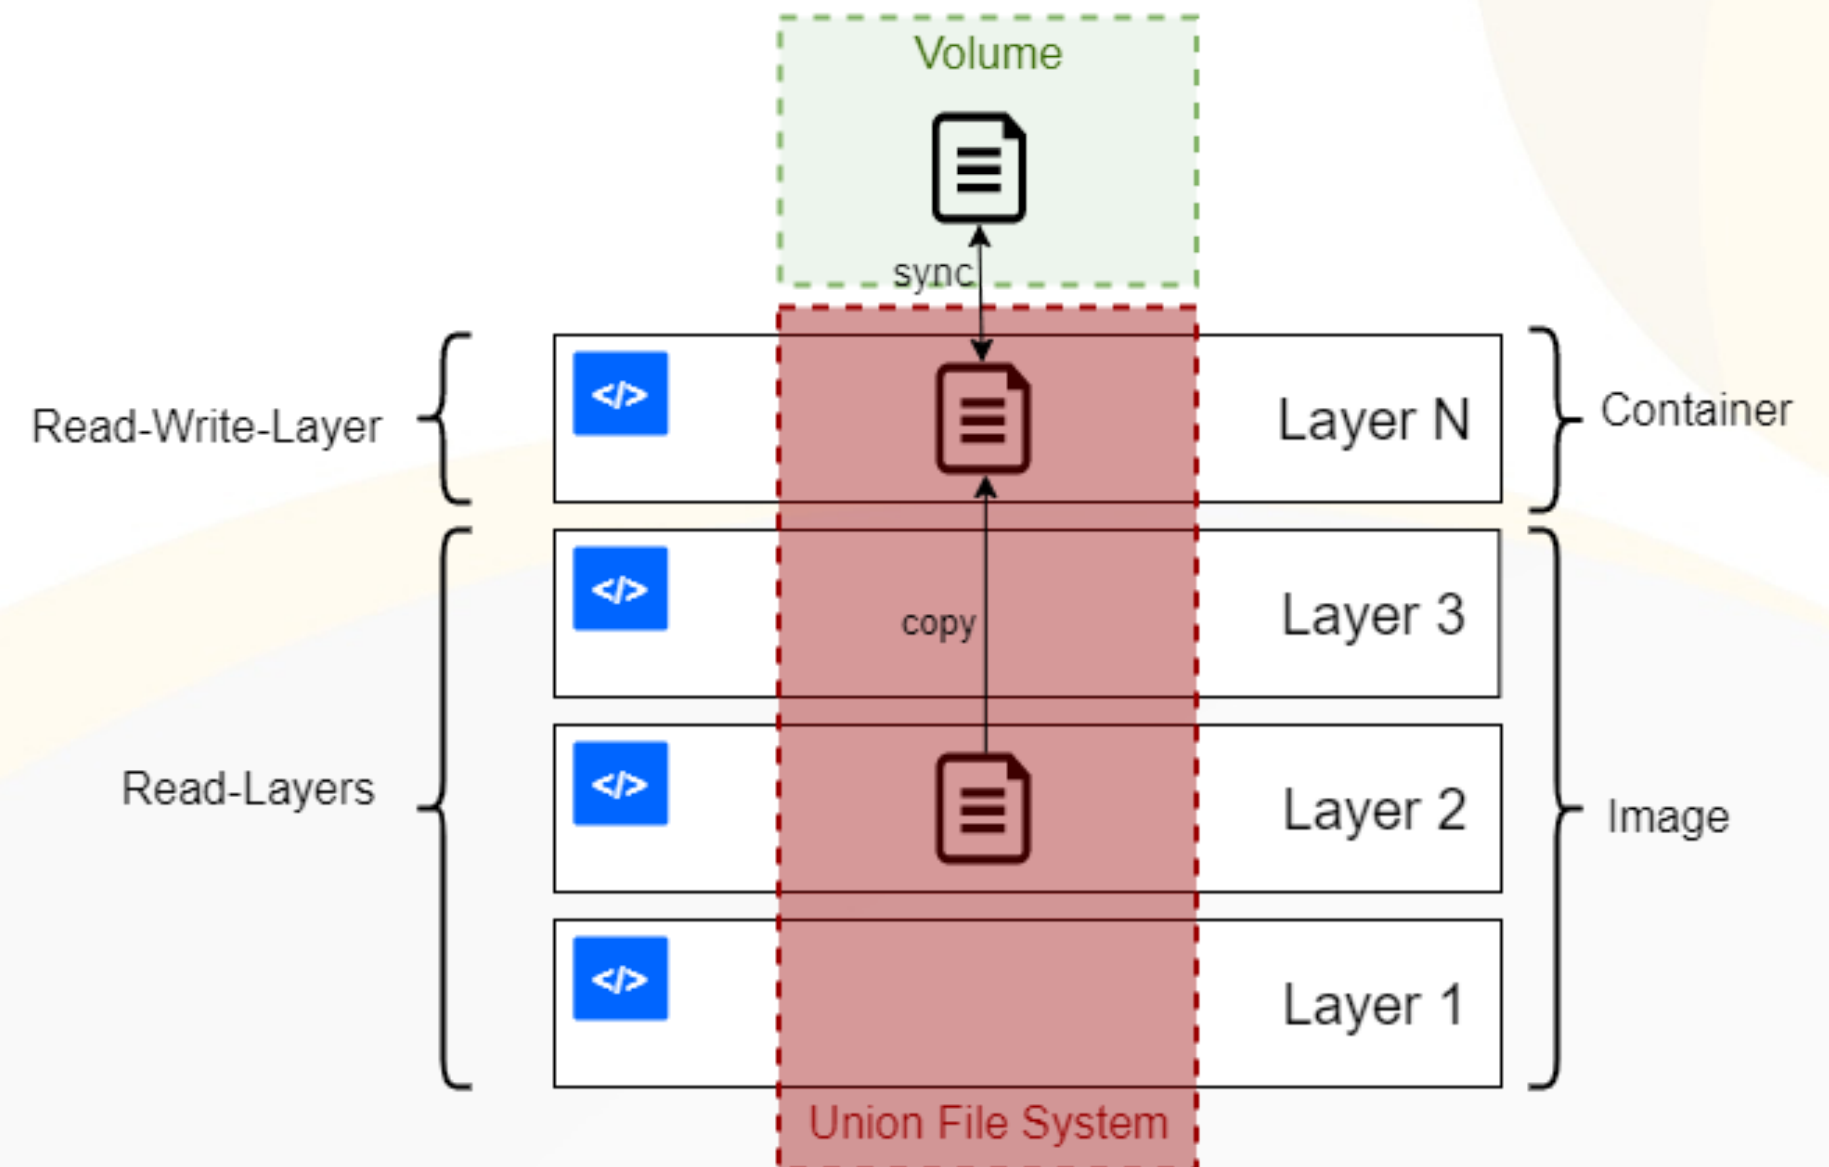 Volume
sync
Read-Write-Layer
</>
Layer N
Container
</>
copy
Layer 3
Read-Layers
</>
Layer 2
Image
</>
Layer 1
Union File System